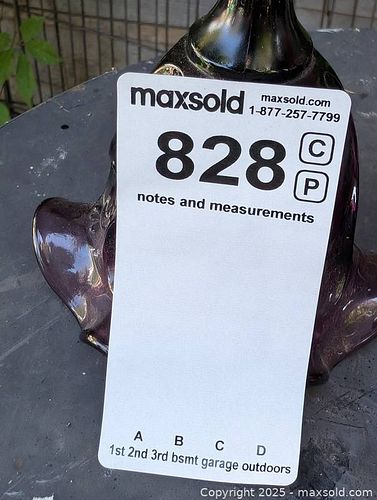 maxsold maxsold.com
1-877-257-7799
828 C
P
notes and measurements
A B C D
1st 2nd 3rd bsmt garage outdoors
Copyright © 2025 - maxsold.com